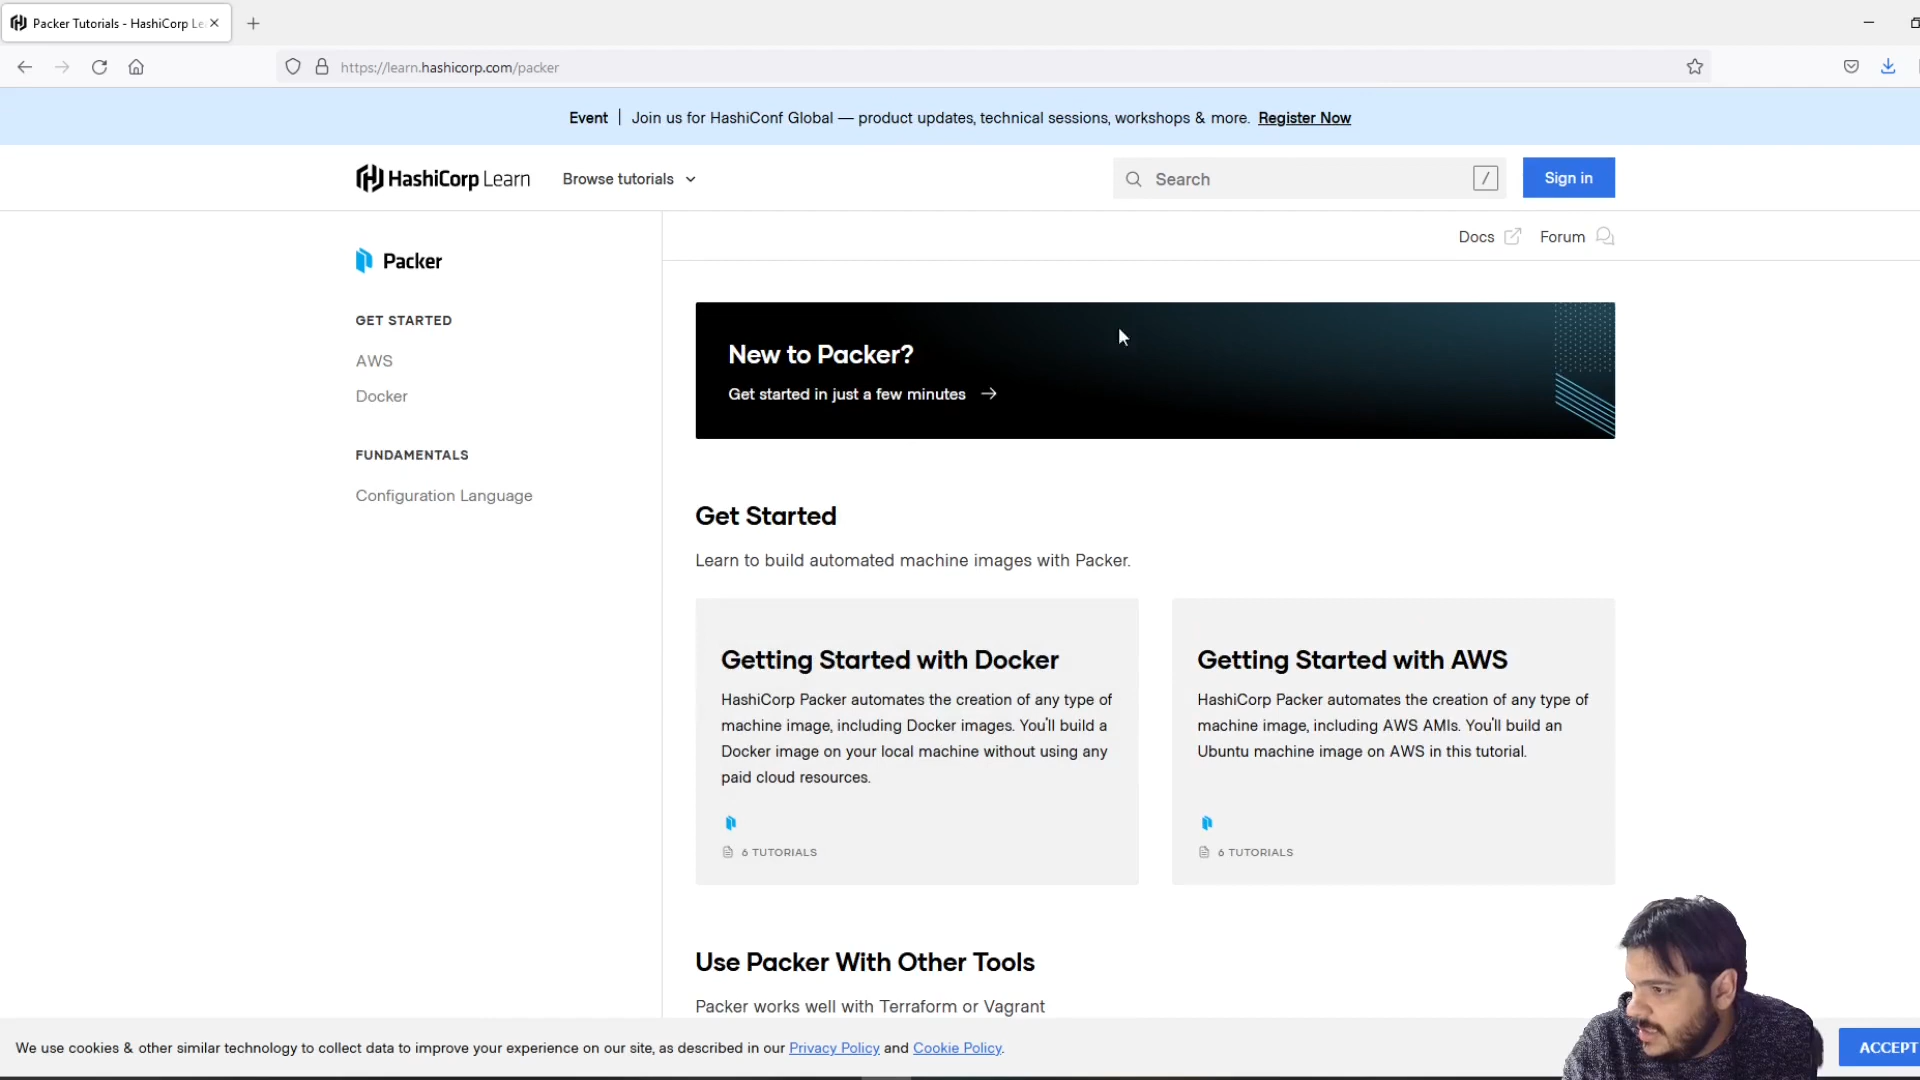 Packer Tutorials - HashiCorp Le
https://learn.hashicorp.com/packer
Event | Join us for HashiConf Global — product updates, technical sessions, workshops & more. Register Now
HashiCorp Learn
Browse tutorials
Search
/
Sign in
Docs
Forum
Packer
GET STARTED
AWS
Docker
FUNDAMENTALS
Configuration Language
New to Packer?
Get started in just a few minutes →
Get Started
Learn to build automated machine images with Packer.
Getting Started with Docker
HashiCorp Packer automates the creation of any type of
machine image, including Docker images. You'll build a
Docker image on your local machine without using any
paid cloud resources.
6 TUTORIALS
Getting Started with AWS
HashiCorp Packer automates the creation of any type of
machine image, including AWS AMIs. You'll build an
Ubuntu machine image on AWS in this tutorial.
6 TUTORIALS
Use Packer With Other Tools
Packer works well with Terraform or Vagrant
We use cookies & other similar technology to collect data to improve your experience on our site, as described in our Privacy Policy and Cookie Policy.
ACCEPT